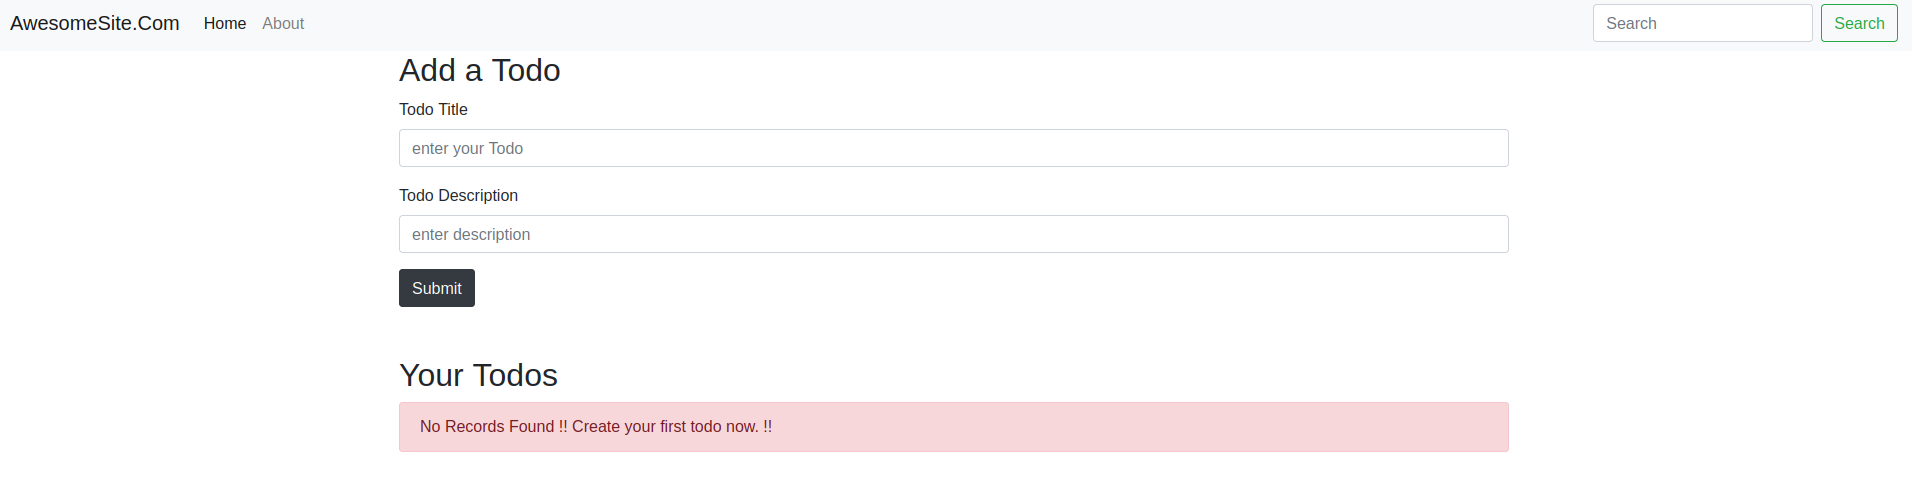 AwesomeSite.Com Home About Search Search
Add a Todo
Todo Title
enter your Todo
Todo Description
enter description
Submit
Your Todos
No Records Found !! Create your first todo now. !!